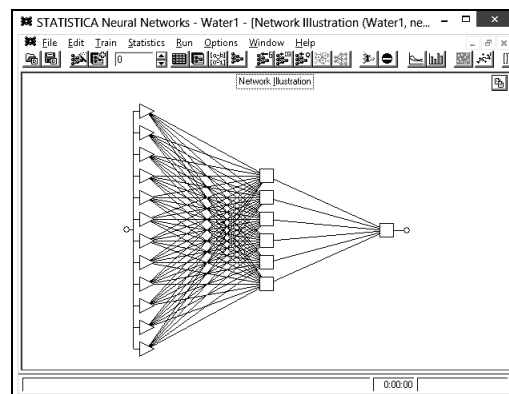 STATISTICA Neural Networks - Water1 - [Network Illustration (Water1, ne...
File Edit Train Statistics Run Options Window Help
0
Network Illustration
0:00:00